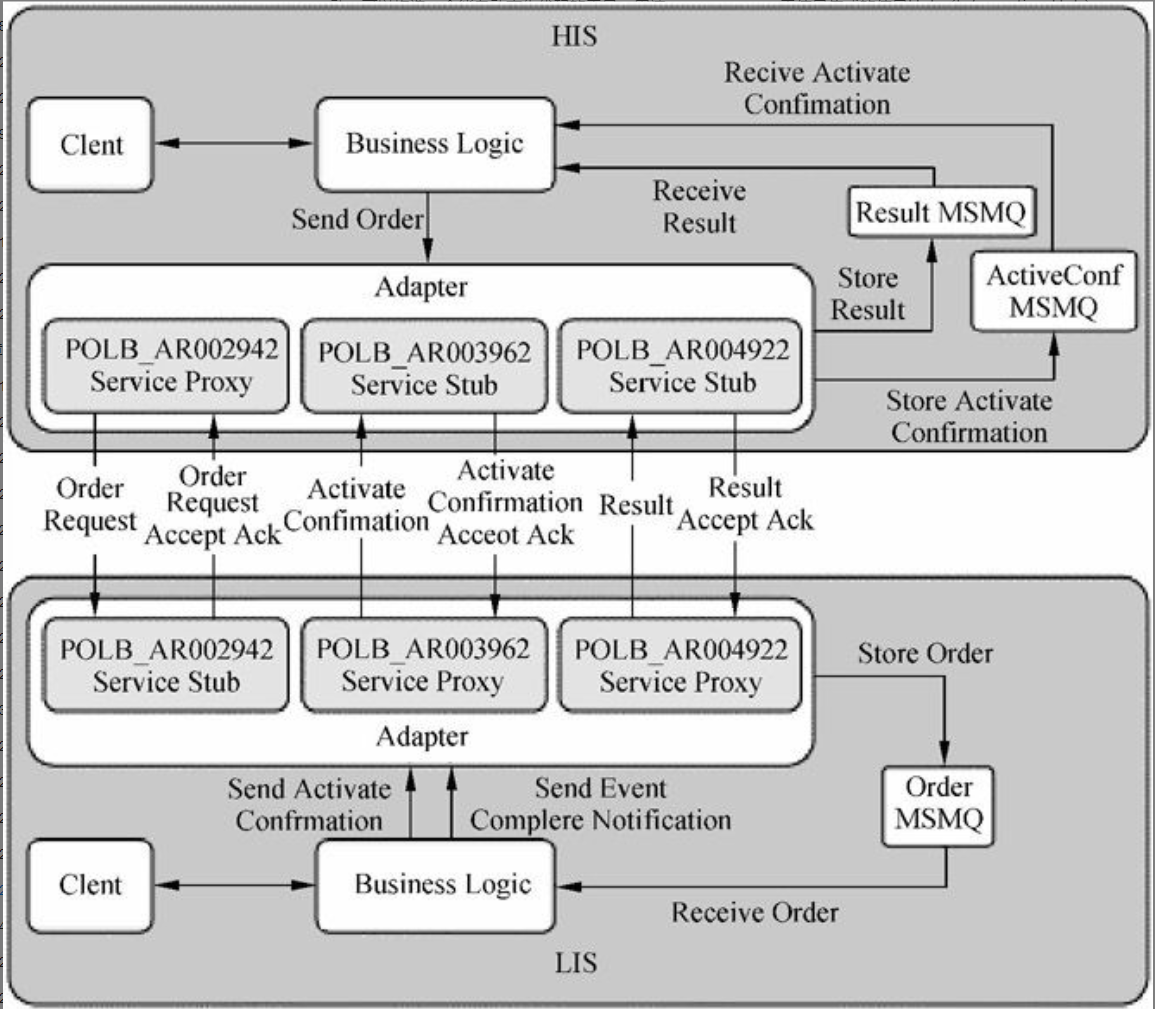 HIS
Recive Activate
Confimation
Clent
Business Logic
Receive
Result
Result MSMQ
Send Order
ActiveConf
MSMQ
Adapter
Store
Result
POLB_AR002942
Service Proxy
POLB_AR003962
Service Stub
POLB_AR004922
Service Stub
Store Activate
Confirmation
Order
Request
Order
Request
Accept Ack
Activate
Confimation
Activate
Confirmation
Acceot Ack
Result
Result
Accept Ack
POLB_AR002942
Service Stub
POLB_AR003962
Service Proxy
POLB_AR004922
Service Proxy
Store Order
Adapter
Send Activate
Confrmation
Send Event
Complere Notification
Order
MSMQ
Clent
Business Logic
Receive Order
LIS